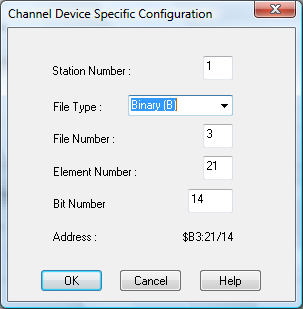 Channel Device Specific Configuration
Station Number : 1
File Type : Binary (B)
File Number : 3
Element Number : 21
Bit Number 14
Address : $B3:21/14
OK Cancel Help